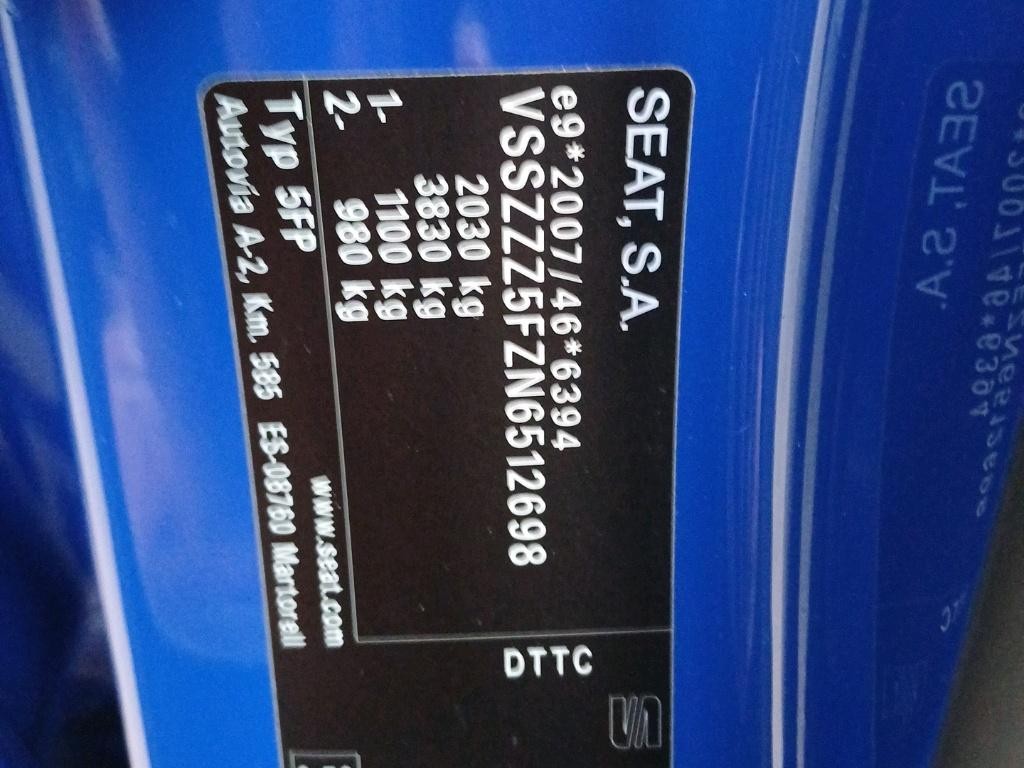 SEAT, S.A.
e9*2007/46*6394
VSSZZZ5FZN6512698
2030 kg
3830 kg
1- 1100 kg
2- 980 kg
DTTC
www.seat.com
Typ 5FP
Autovía A-2, Km. 585 ES-08760 Martorell